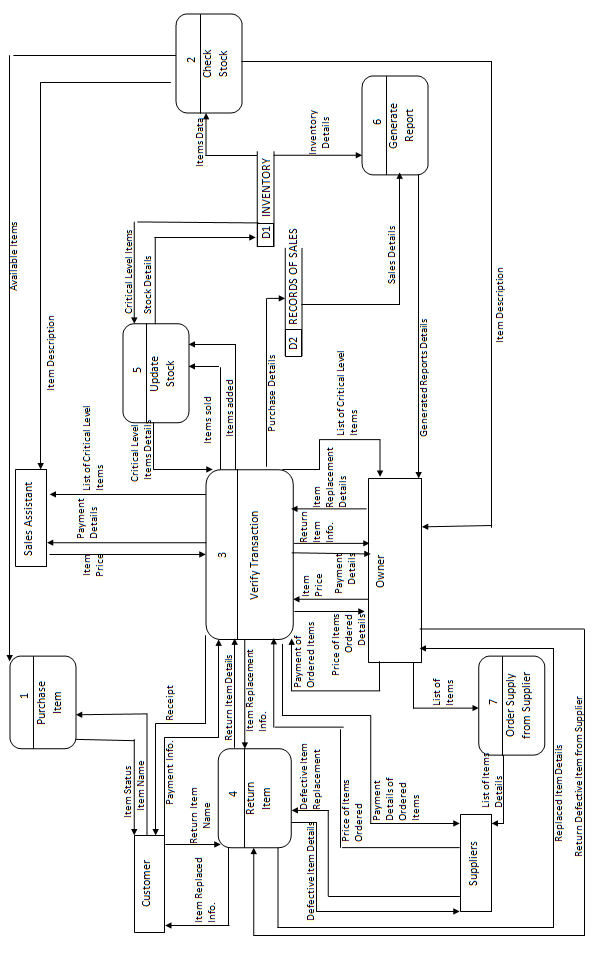 2
Check
Stock
6
Generate
Report
Items Data
Inventory
Details
D1
INVENTORY
D2
RECORDS OF SALES
Sales Details
Available Items
Item Description
Item Description
Critical Level Items
Stock Details
5
Update
Stock
Critical Level
Items Details
Items sold
Items added
Purchase Details
List of Critical Level
Items
Generated Reports Details
Sales Assistant
List of Critical Level
Items
Payment
Details
Item
Price
3
Verify Transaction
Item
Replacement
Details
Return
Item
Info.
Payment
Details
Item
Price
Price of Items
Ordered
Details
Payment of
Ordered Items
Owner
1
Purchase
Item
Item Status
Item Name
Receipt
Payment Info.
Return Item Details
Item Replacement
Info.
Customer
Return Item
Name
Item Replaced
Info.
4
Return
Item
Defective Item
Replacement
Defective Item Details
Price of Items
Ordered
Payment
Details of
Ordered
Items
List of
Items
7
Order Supply
from Supplier
List of Items
Details
Suppliers
Replaced Item Details
Return Defective Item from Supplier